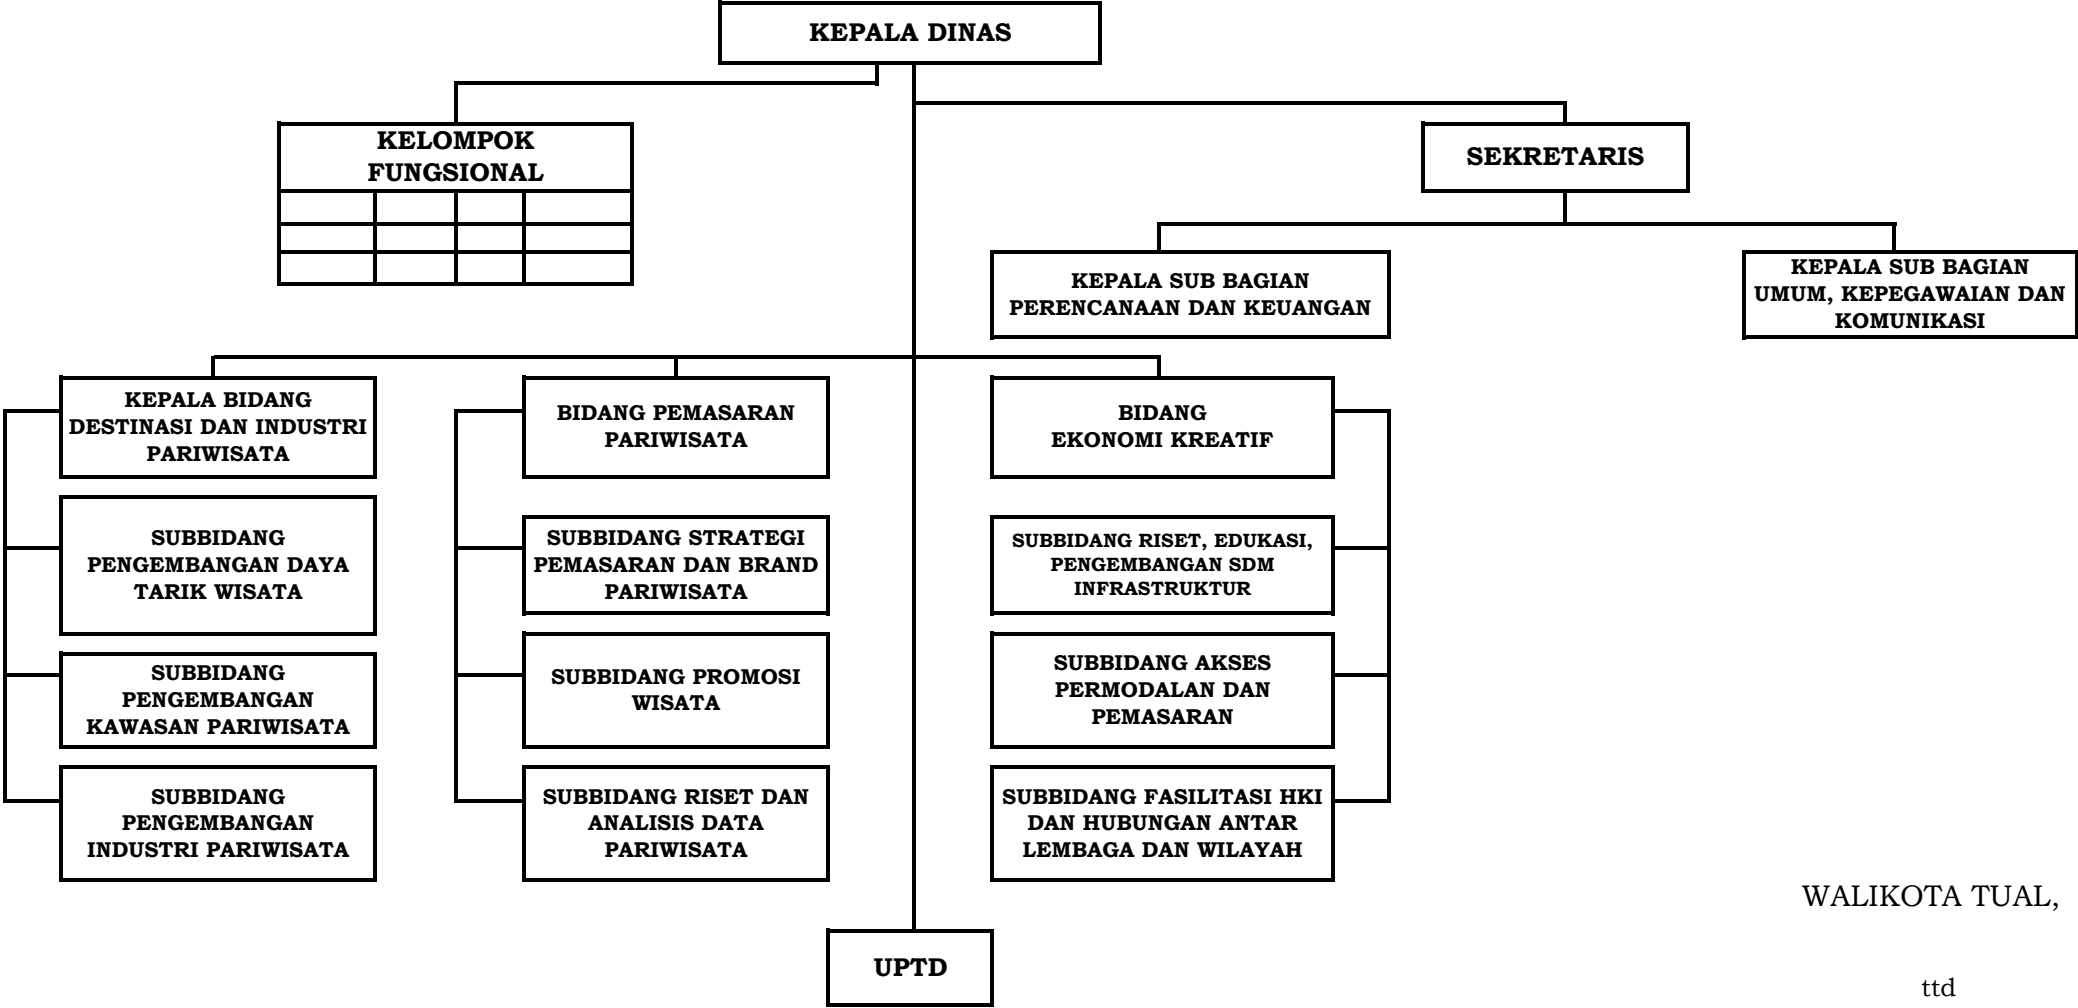 KEPALA DINAS
KELOMPOK
FUNGSIONAL
SEKRETARIS
KEPALA SUB BAGIAN
PERENCANAAN DAN KEUANGAN
KEPALA SUB BAGIAN
UMUM, KEPEGAWAIAN DAN
KOMUNIKASI
KEPALA BIDANG
DESTINASI DAN INDUSTRI
PARIWISATA
SUBBIDANG
PENGEMBANGAN DAYA
TARIK WISATA
SUBBIDANG
PENGEMBANGAN
KAWASAN PARIWISATA
SUBBIDANG
PENGEMBANGAN
INDUSTRI PARIWISATA
BIDANG PEMASARAN
PARIWISATA
SUBBIDANG STRATEGI
PEMASARAN DAN BRAND
PARIWISATA
SUBBIDANG PROMOSI
WISATA
SUBBIDANG RISET DAN
ANALISIS DATA
PARIWISATA
BIDANG
EKONOMI KREATIF
SUBBIDANG RISET, EDUKASI,
PENGEMBANGAN SDM
INFRASTRUKTUR
SUBBIDANG AKSES
PERMODALAN DAN
PEMASARAN
SUBBIDANG FASILITASI HKI
DAN HUBUNGAN ANTAR
LEMBAGA DAN WILAYAH
UPTD
WALIKOTA TUAL,
ttd